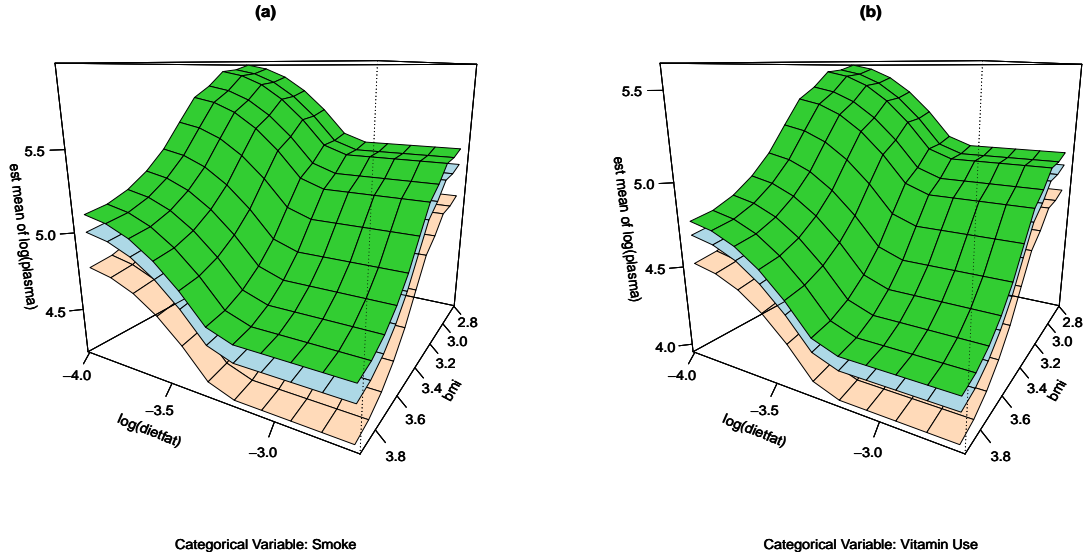 (a)
est mean of log(plasma)
5.5
5.0
4.5
−4.0
−3.5
−3.0
log(dietfat)
2.8
3.0
3.2
3.4
3.6
3.8
bmi
Categorical Variable: Smoke
(b)
est mean of log(plasma)
5.5
5.0
4.5
4.0
−4.0
−3.5
−3.0
log(dietfat)
2.8
3.0
3.2
3.4
3.6
3.8
bmi
Categorical Variable: Vitamin Use